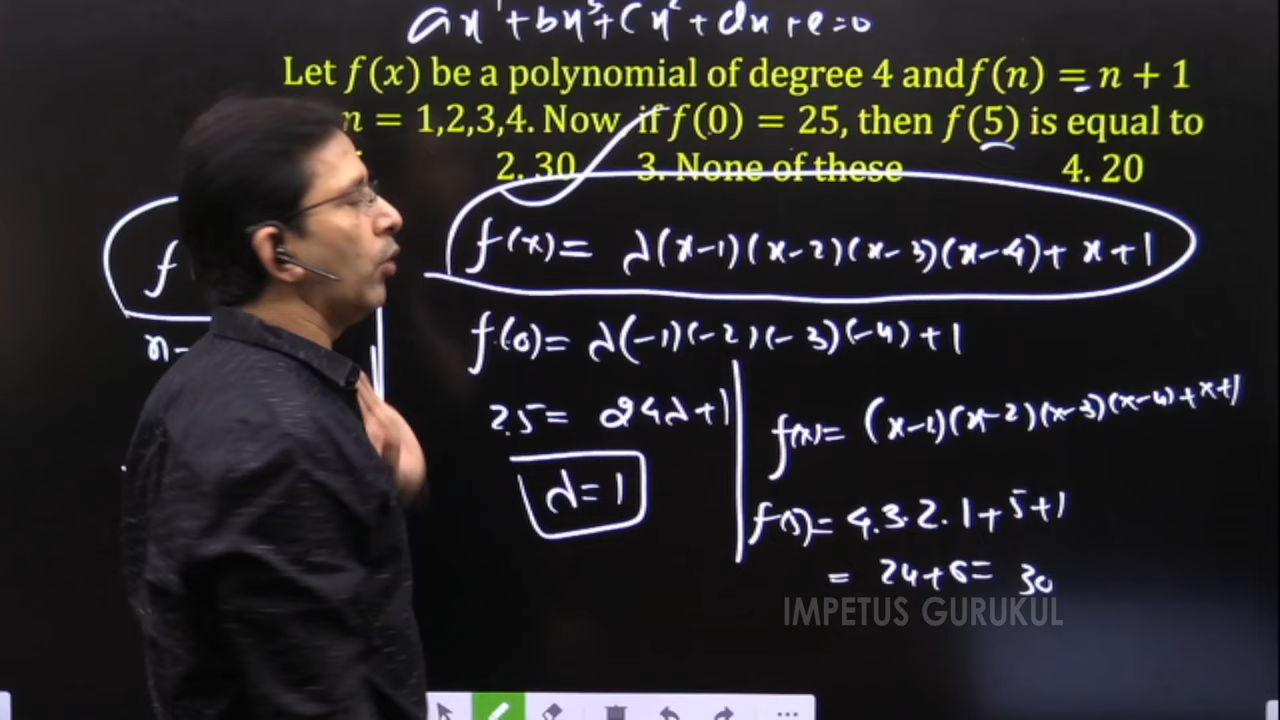 ax⁴+bx³+cx²+dx+e=0
Let f(x) be a polynomial of degree 4 and f(n) = n + 1
n = 1,2,3,4. Now if f(0) = 25, then f(5) is equal to
2. 30 3. None of these 4. 20
f f(x)= λ(x-1)(x-2)(x-3)(x-4)+ x+1
n- f(0)= λ(-1)(-2)(-3)(-4)+1
25= 24λ+1
f(x)= (x-1)(x-2)(x-3)(x-4)+x+1
λ=1
f(5)= 4.3.2.1+5+1
= 24+6= 30
IMPETUS GURUKUL